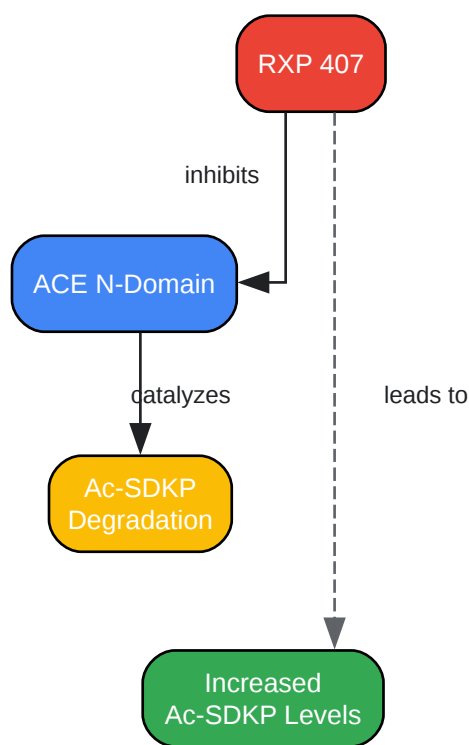 RXP 407
inhibits
ACE N-Domain
catalyzes
leads to
Ac-SDKP
Degradation
Increased
Ac-SDKP Levels